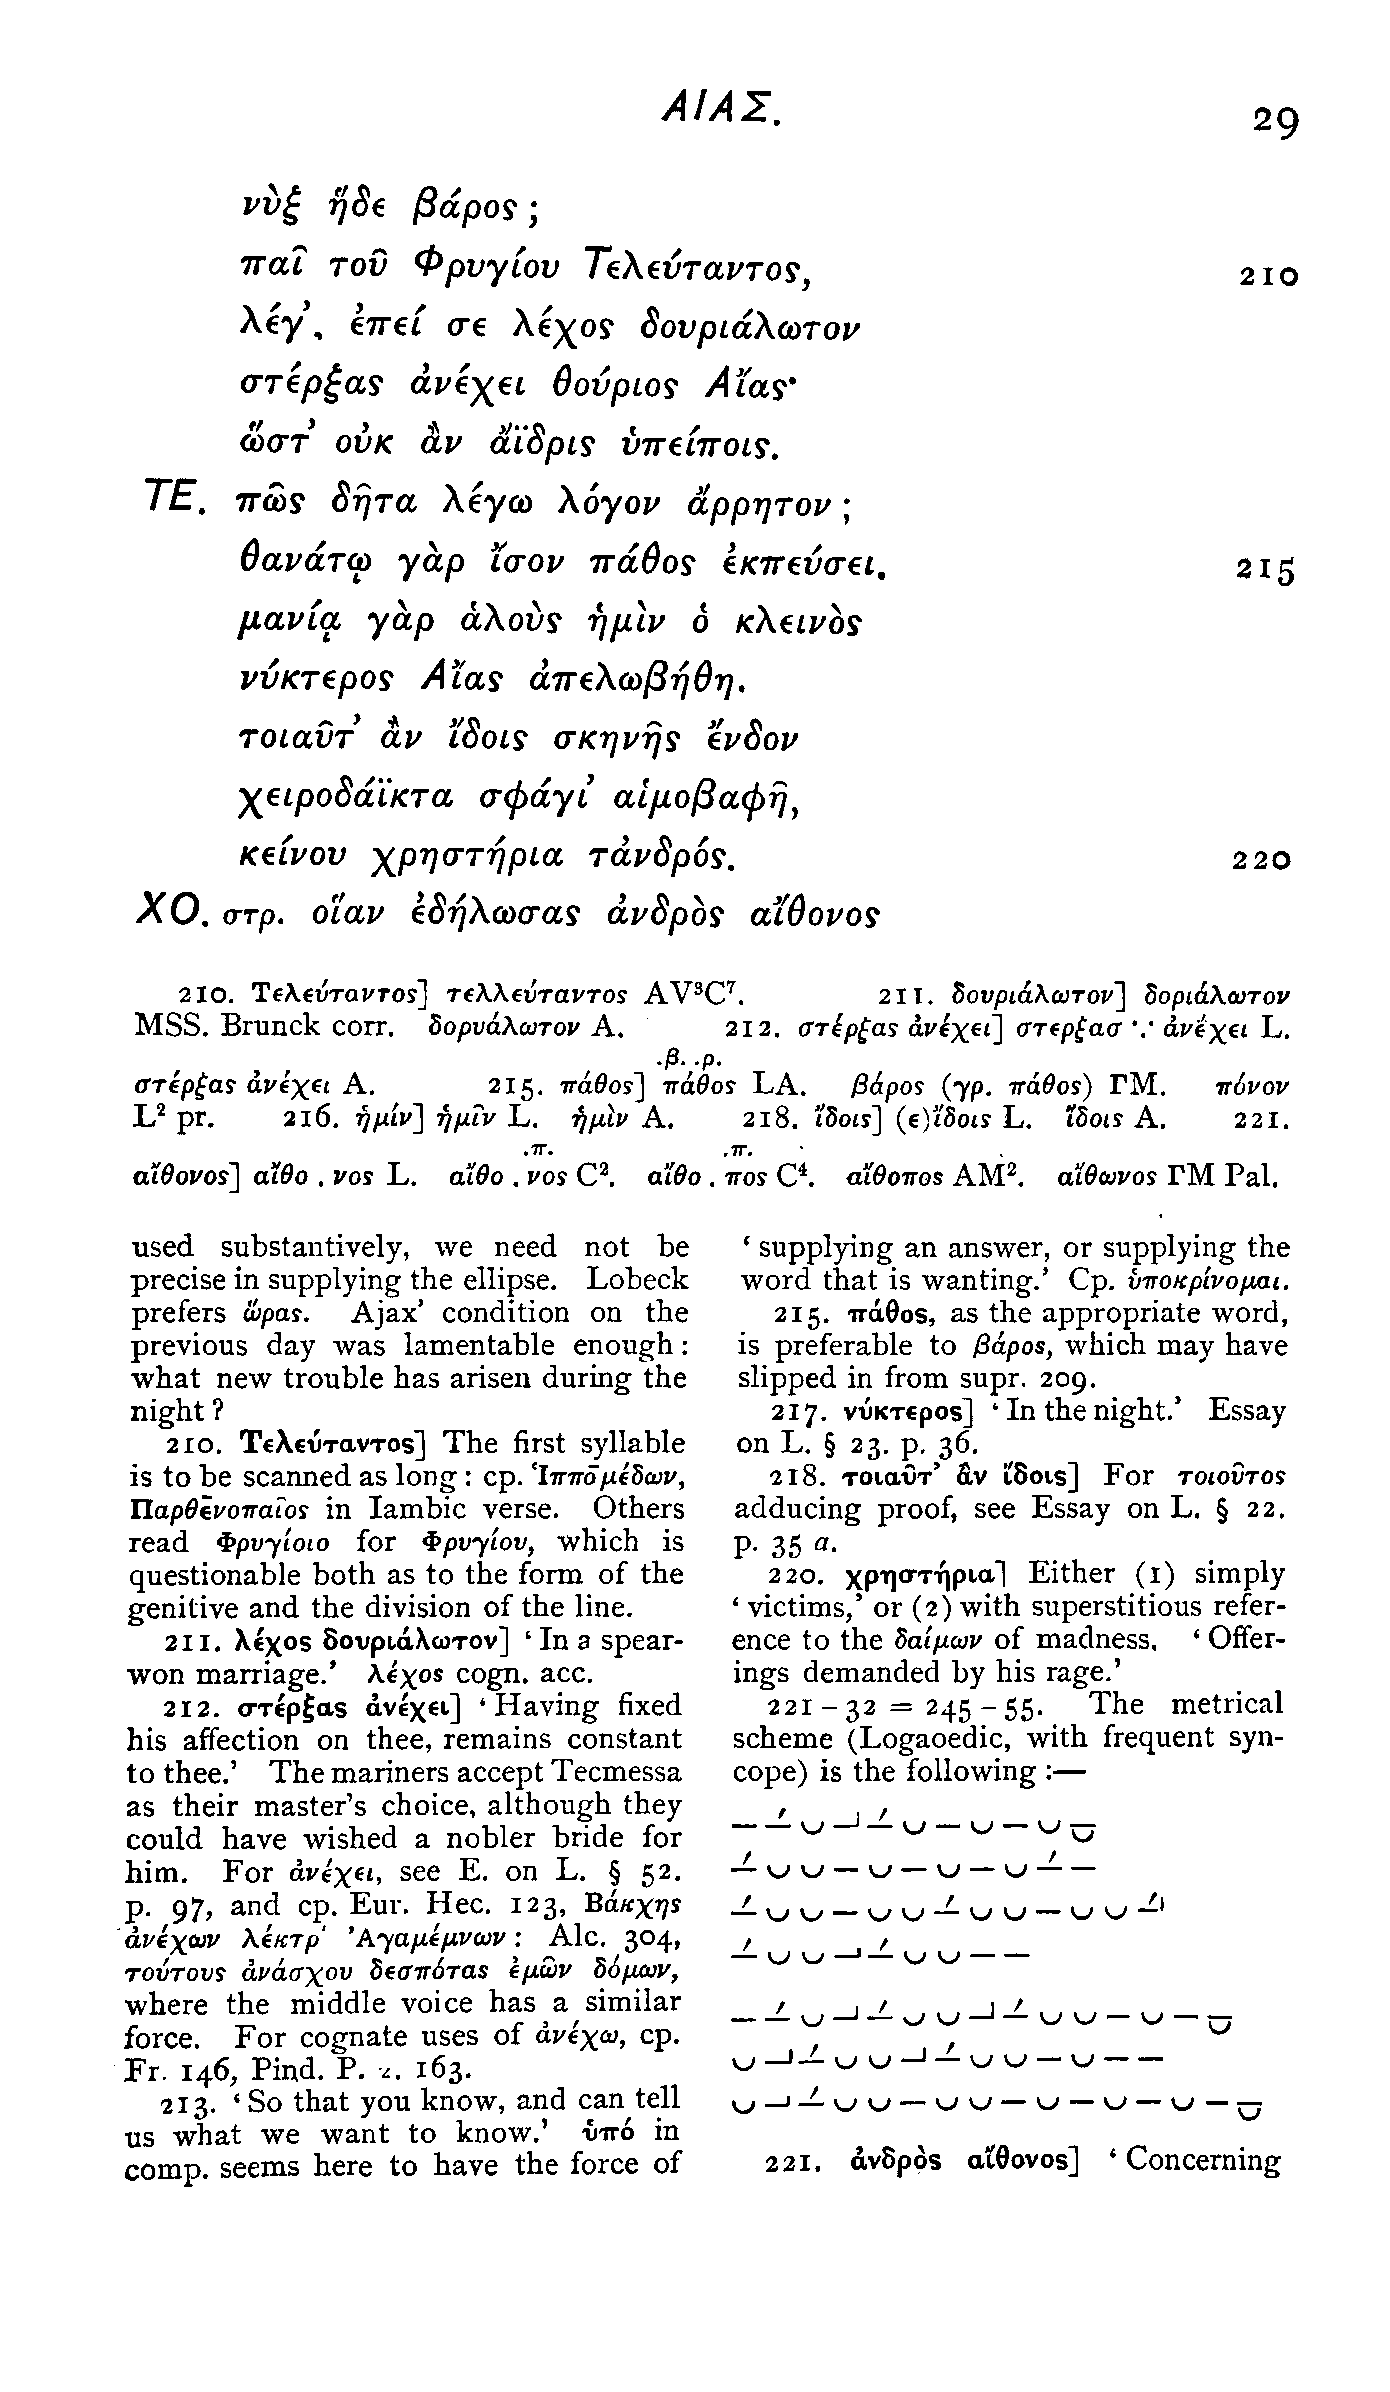 ΑΙΑΣ.
29
νὺξ ἥδε βάρος ;
παῖ τοῦ Φρυγίου Τελεύταντος, 210
λέγ’, ἐπεί σε λέχος δουριάλωτον
στέρξας ἀνέχει θούριος Αἴας·
ὥστ’ οὐκ ἂν ἄϊδρις ὑπείποις.
ΤΕ. πῶς δῆτα λέγω λόγον ἄρρητον ;
θανάτῳ γὰρ ἴσον πάθος ἐκπεύσει. 215
μανίᾳ γὰρ ἁλοὺς ἡμὶν ὁ κλεινὸς
νύκτερος Αἴας ἀπελωβήθη.
τοιαῦτ’ ἂν ἴδοις σκηνῆς ἔνδον
χειροδάϊκτα σφάγι’ αἱμοβαφῆ,
κείνου χρηστήρια τἀνδρός. 220
ΧΟ. στρ. οἵαν ἐδήλωσας ἀνδρὸς αἴθονος
210. Τελεύταντος] τελλεύταντος AV³C⁷. 211. δουριάλωτον] δοριάλωτον
MSS. Brunck corr. δορυάλωτον A. 212. στέρξας ἀνέχει] στερξασ ∵ ἀνέχει L.
.β. .ρ.
στέρξας ἀνέχει A. 215. πάθος] πάθος LA. βάρος (γρ. πάθος) ΓM. πόνον
L² pr. 216. ἡμίν] ἡμῖν L. ἡμὶν A. 218. ἴδοις] (ε)ἴδοις L. ἴδοις A. 221.
.π. .π.
αἴθονος] αἴθο . νος L. αἴθο . νος C². αἴθο . πος C⁴. αἴθοπος AM². αἴθωνος ΓM Pal.
used substantively, we need not be
precise in supplying the ellipse. Lobeck
prefers ὥρας. Ajax’ condition on the
previous day was lamentable enough :
what new trouble has arisen during the
night ?
210. Τελεύταντος] The first syllable
is to be scanned as long : cp. Ἱππο̄μέδων,
Παρθε̄νοπαῖος in Iambic verse. Others
read Φρυγίοιο for Φρυγίου, which is
questionable both as to the form of the
genitive and the division of the line.
211. λέχος δουριάλωτον] ‘ In a spear-
won marriage.’ λέχος cogn. acc.
212. στέρξας ἀνέχει] ‘ Having fixed
his affection on thee, remains constant
to thee.’ The mariners accept Tecmessa
as their master’s choice, although they
could have wished a nobler bride for
him. For ἀνέχει, see E. on L. § 52.
p. 97, and cp. Eur. Hec. 123, Βάκχης
ἀνέχων λέκτρ’ Ἀγαμέμνων : Alc. 304,
τούτους ἀνάσχου δεσπότας ἐμῶν δόμων,
where the middle voice has a similar
force. For cognate uses of ἀνέχω, cp.
Fr. 146, Pind. P. 2. 163.
213. ‘ So that you know, and can tell
us what we want to know.’ ὑπό in
comp. seems here to have the force of
‘ supplying an answer, or supplying the
word that is wanting.’ Cp. ὑποκρίνομαι.
215. πάθος, as the appropriate word,
is preferable to βάρος, which may have
slipped in from supr. 209.
217. νύκτερος] ‘ In the night.’ Essay
on L. § 23. p. 36.
218. τοιαῦτ’ ἂν ἴδοις] For τοιοῦτος
adducing proof, see Essay on L. § 22.
p. 35 a.
220. χρηστήρια] Either (1) simply
‘ victims,’ or (2) with superstitious refer-
ence to the δαίμων of madness. ‘ Offer-
ings demanded by his rage.’
221 – 32 = 245 – 55. The metrical
scheme (Logaoedic, with frequent syn-
cope) is the following :—
221. ἀνδρὸς αἴθονος] ‘ Concerning